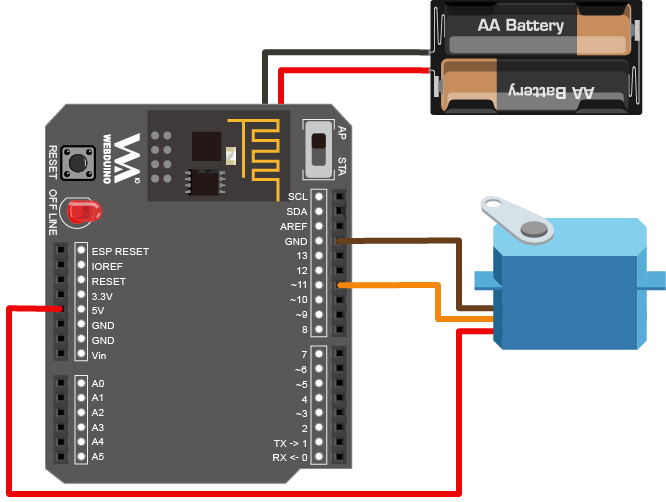 AA Battery
AA Battery
WEBDUINO
AP
STA
RESET
OFF LINE
ESP RESET
IOREF
RESET
3.3V
5V
GND
GND
Vin
A0
A1
A2
A3
A4
A5
SCL
SDA
AREF
GND
13
12
~11
~10
~9
8
7
~6
~5
4
~3
2
TX -> 1
RX <- 0